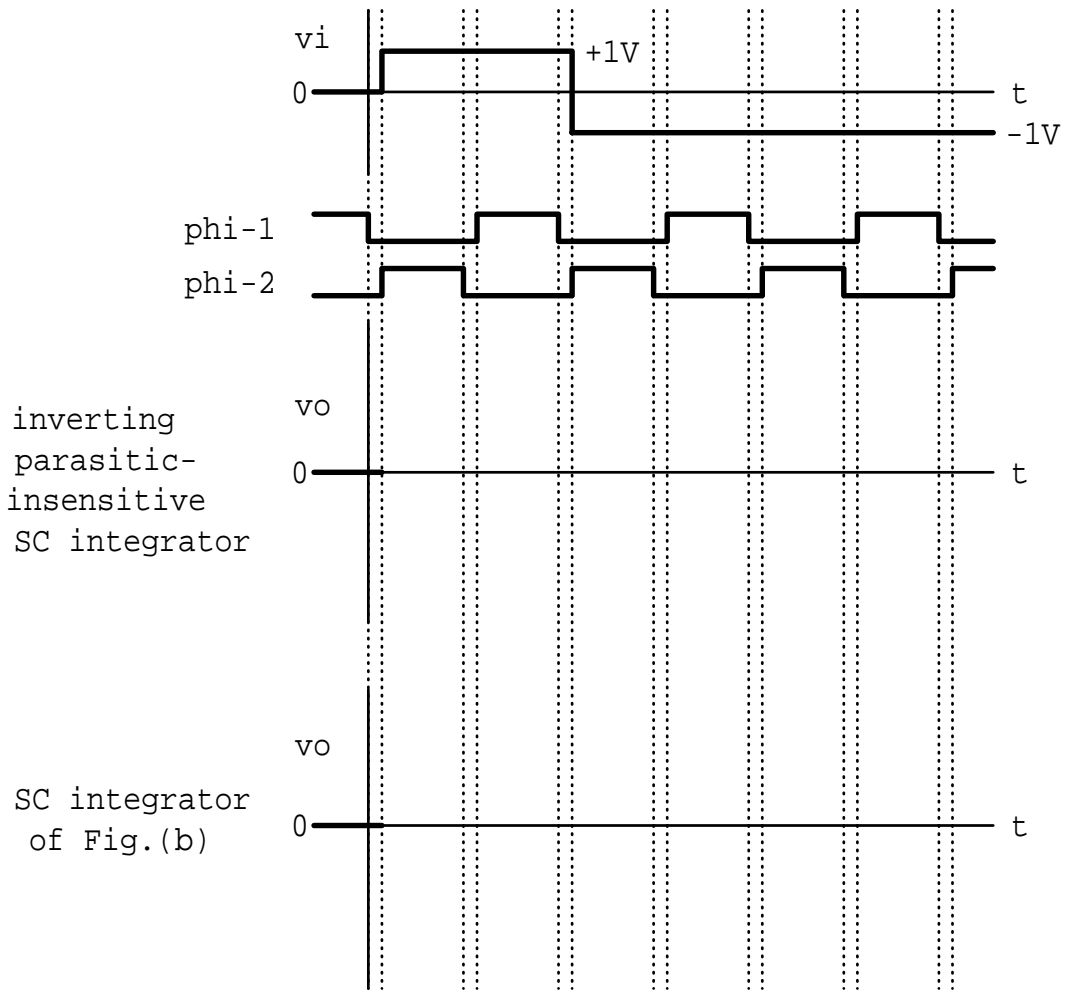 vi
+1V
0
t
-1V
phi-1
phi-2
vo
inverting
parasitic-
insensitive
SC integrator
0
t
vo
SC integrator
of Fig.(b)
0
t